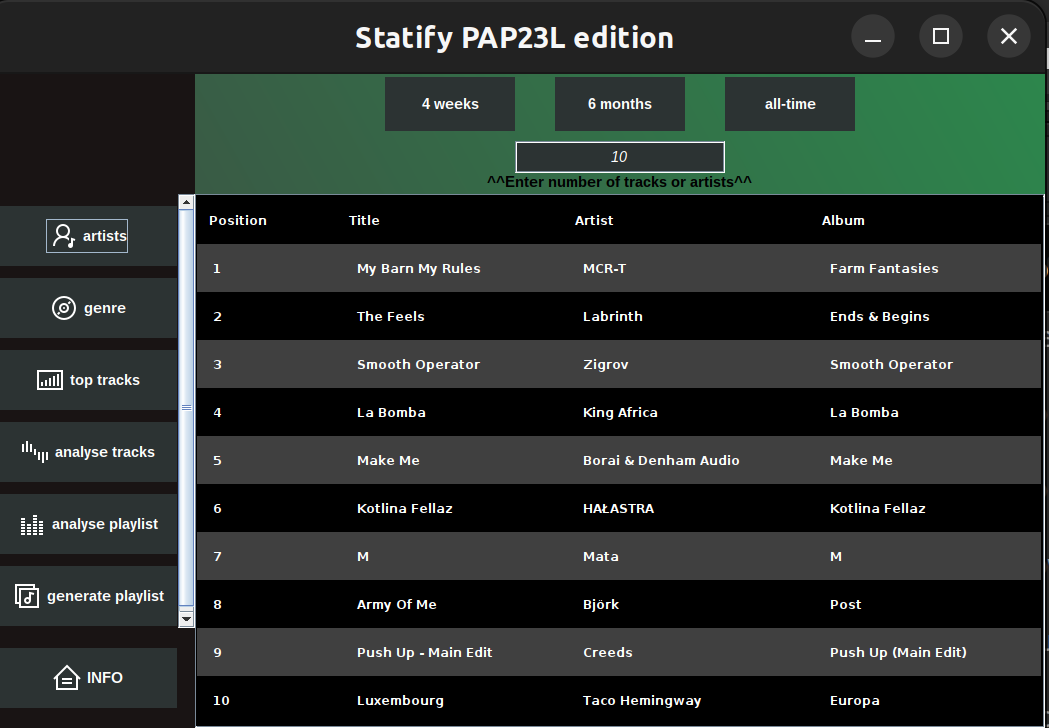 Statify PAP23L edition
4 weeks 6 months all-time
10
^^Enter number of tracks or artists^^
artists
genre
top tracks
analyse tracks
analyse playlist
generate playlist
INFO
Position Title Artist Album
1 My Barn My Rules MCR-T Farm Fantasies
2 The Feels Labrinth Ends & Begins
3 Smooth Operator Zigrov Smooth Operator
4 La Bomba King Africa La Bomba
5 Make Me Borai & Denham Audio Make Me
6 Kotlina Fellaz HAŁASTRA Kotlina Fellaz
7 M Mata M
8 Army Of Me Björk Post
9 Push Up - Main Edit Creeds Push Up (Main Edit)
10 Luxembourg Taco Hemingway Europa